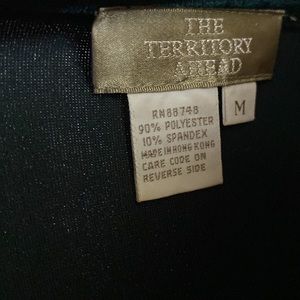 THE
TERRITORY
AHEAD
M
RN88748
90% POLYESTER
10% SPANDEX
MADE IN HONG KONG
CARE CODE ON
REVERSE SIDE